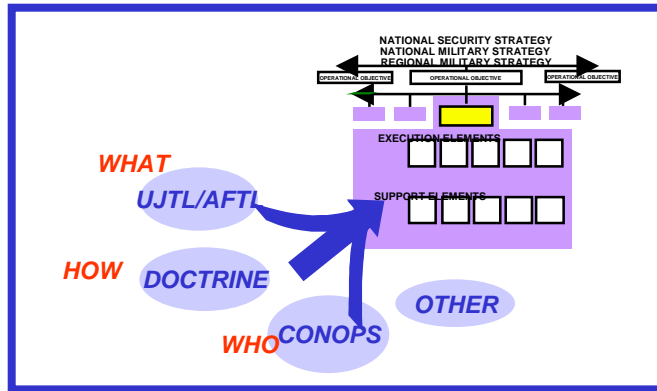 NATIONAL SECURITY STRATEGY
NATIONAL MILITARY STRATEGY
REGIONAL MILITARY STRATEGY
OPERATIONAL OBJECTIVE
OPERATIONAL OBJECTIVE
OPERATIONAL OBJECTIVE
EXECUTION ELEMENTS
WHAT
UJTL/AFTL
SUPPORT ELEMENTS
HOW
DOCTRINE
OTHER
WHO
CONOPS